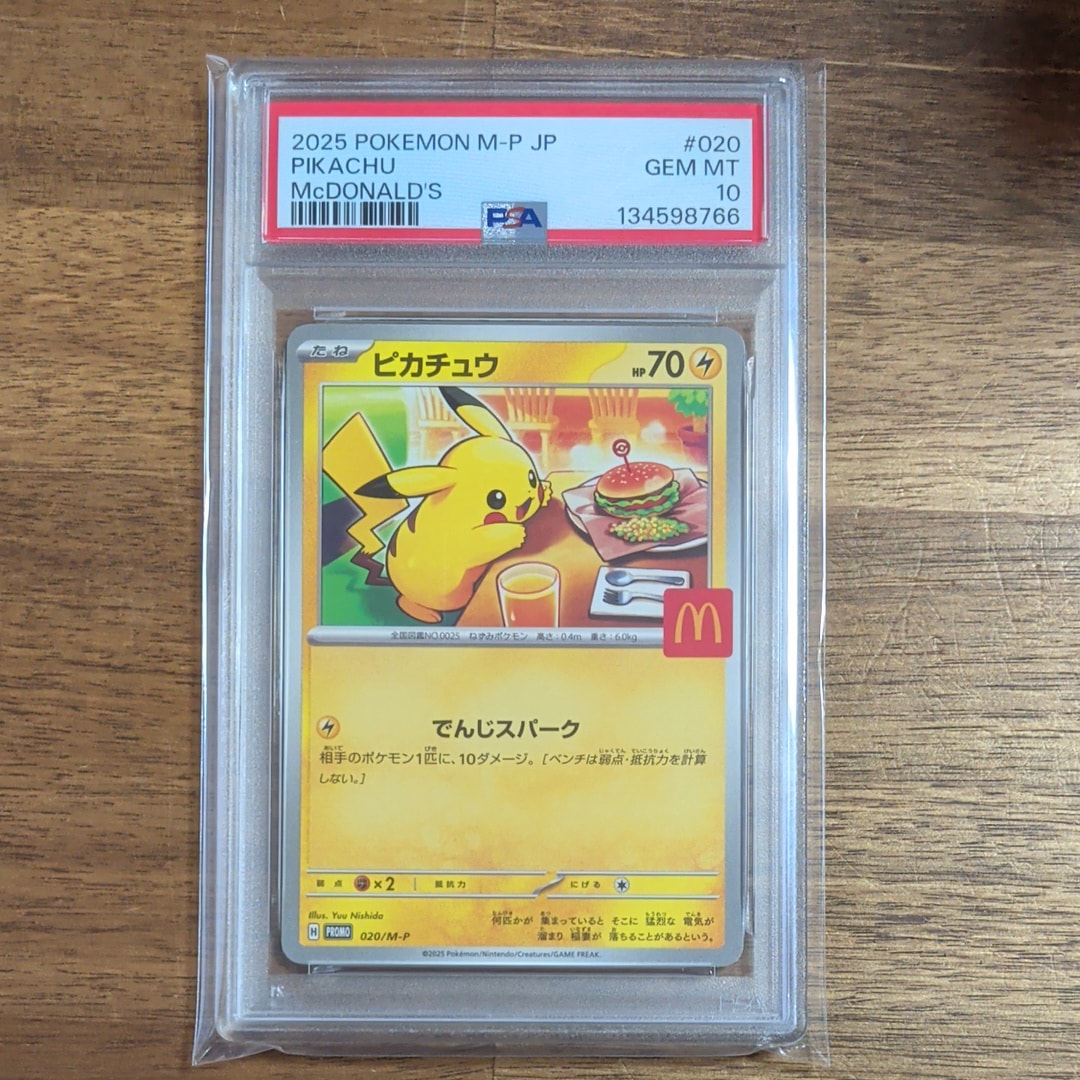 2025 POKEMON M-P JP #020
PIKACHU GEM MT
McDONALD'S 10
PSA 134598766
たね ピカチュウ HP70
全国図鑑NO.0025 ねずみポケモン 高さ:0.4m 重さ:6.0kg
でんじスパーク
相手のポケモン1匹に、10ダメージ。[ベンチは弱点・抵抗力を計算
しない。]
弱点 ×2 抵抗力 にげる
Illus. Yuu Nishida
H PROMO 020/M-P
何匹かが 集まっていると そこに 猛烈な 電気が
溜まり 稲妻が 落ちることがあるという。
©2025 Pokémon/Nintendo/Creatures/GAME FREAK.